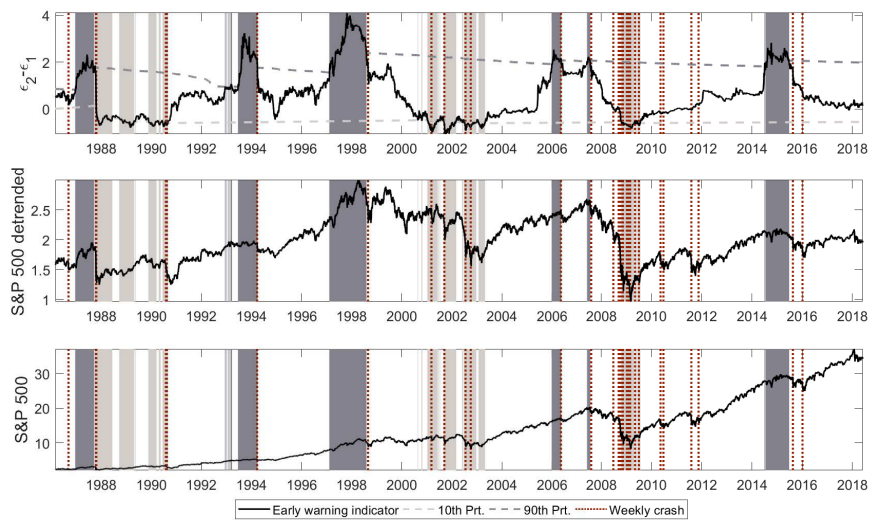 4
2
0
ϵ₂-ϵ₁
1988 1990 1992 1994 1996 1998 2000 2002 2004 2006 2008 2010 2012 2014 2016 2018
2.5
2
1.5
1
S&P 500 detrended
1988 1990 1992 1994 1996 1998 2000 2002 2004 2006 2008 2010 2012 2014 2016 2018
30
20
10
S&P 500
1988 1990 1992 1994 1996 1998 2000 2002 2004 2006 2008 2010 2012 2014 2016 2018
Early warning indicator 10th Prt. 90th Prt. Weekly crash